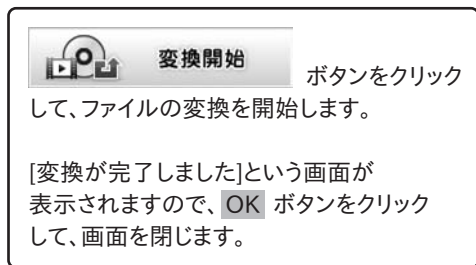 変換開始 ボタンをクリック
して、ファイルの変換を開始します。
[変換が完了しました]という画面が
表示されますので、 OK ボタンをクリック
して、画面を閉じます。